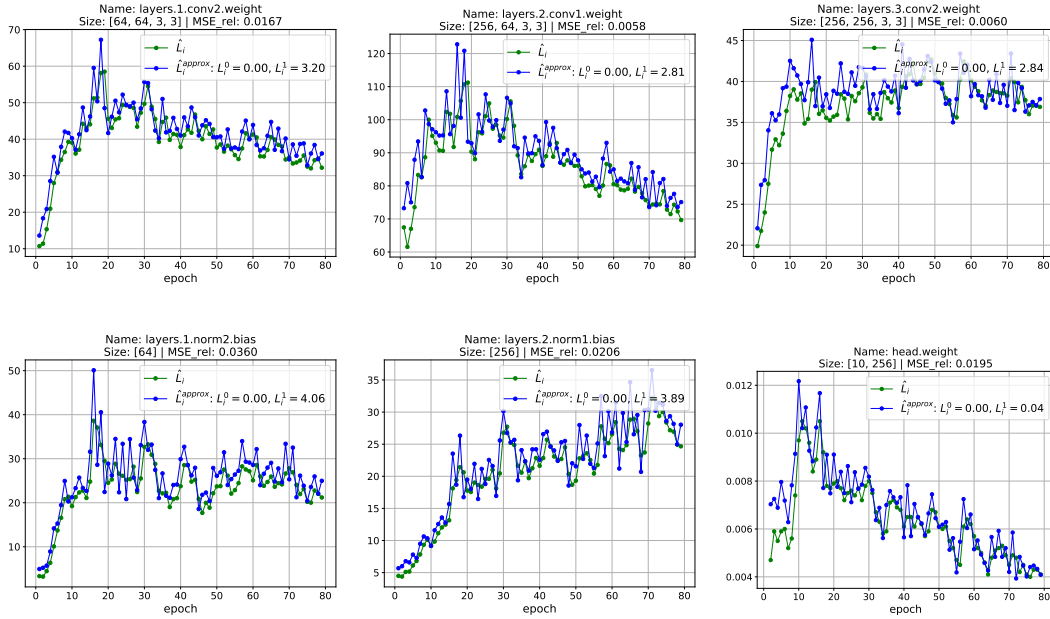 Name: layers.1.conv2.weight
Size: [64, 64, 3, 3] | MSE_rel: 0.0167
70
60
50
40
30
20
10
0 10 20 30 40 50 60 70 80
epoch
L̂_i
L̂_i^{approx}: L_i^0 = 0.00, L_i^1 = 3.20
Name: layers.2.conv1.weight
Size: [256, 64, 3, 3] | MSE_rel: 0.0058
120
110
100
90
80
70
60
0 10 20 30 40 50 60 70 80
epoch
L̂_i
L̂_i^{approx}: L_i^0 = 0.00, L_i^1 = 2.81
Name: layers.3.conv2.weight
Size: [256, 256, 3, 3] | MSE_rel: 0.0060
45
40
35
30
25
20
0 10 20 30 40 50 60 70 80
epoch
L̂_i
L̂_i^{approx}: L_i^0 = 0.00, L_i^1 = 2.84
Name: layers.1.norm2.bias
Size: [64] | MSE_rel: 0.0360
50
40
30
20
10
0 10 20 30 40 50 60 70 80
epoch
L̂_i
L̂_i^{approx}: L_i^0 = 0.00, L_i^1 = 4.06
Name: layers.2.norm1.bias
Size: [256] | MSE_rel: 0.0206
35
30
25
20
15
10
5
0 10 20 30 40 50 60 70 80
epoch
L̂_i
L̂_i^{approx}: L_i^0 = 0.00, L_i^1 = 3.89
Name: head.weight
Size: [10, 256] | MSE_rel: 0.0195
0.012
0.010
0.008
0.006
0.004
0 10 20 30 40 50 60 70 80
epoch
L̂_i
L̂_i^{approx}: L_i^0 = 0.00, L_i^1 = 0.04